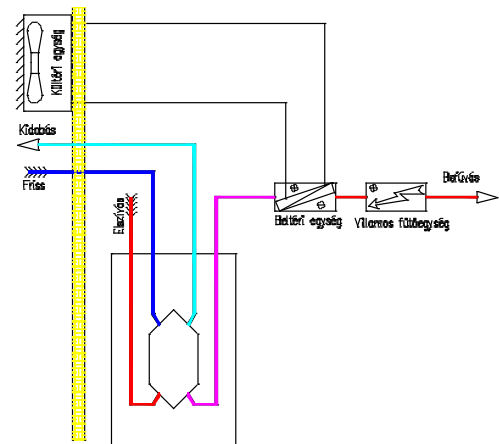 Kültéri egység
Kidobás
Friss
Elszívás
Beltéri egység
Villamos fűtőegység
Befúvás